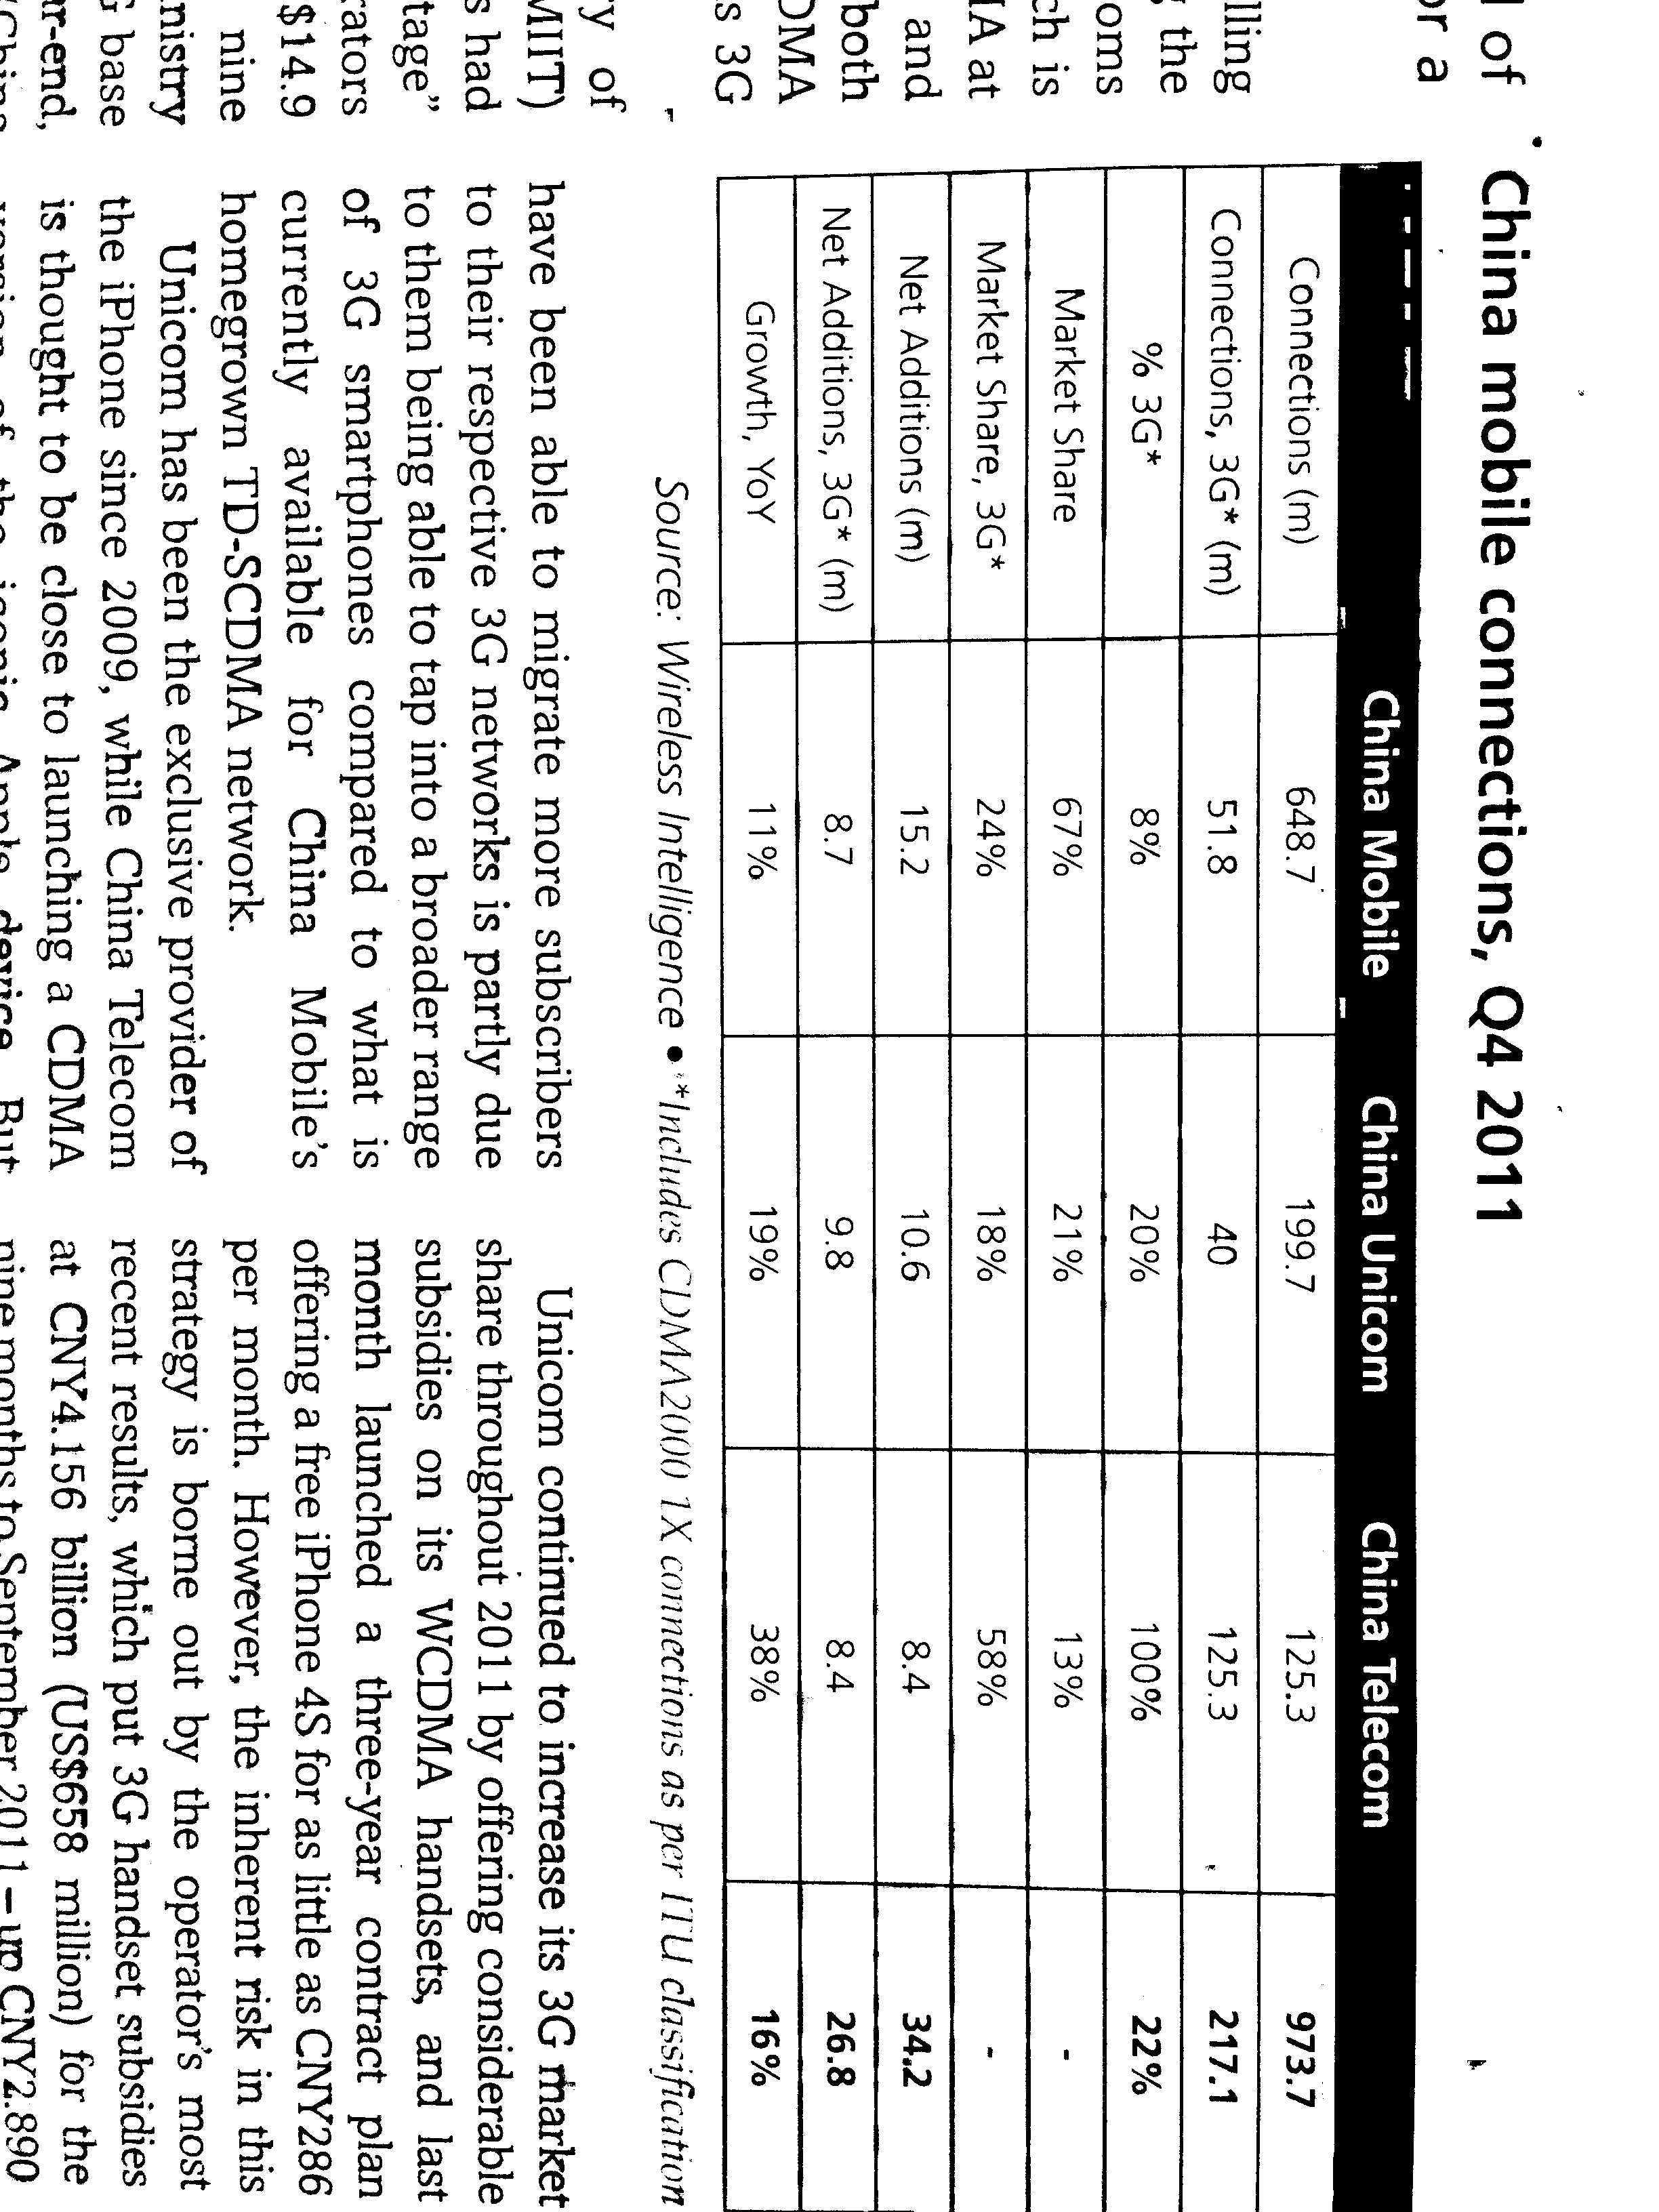 l of
or a
lling
g the
oms
ch is
MA at
and
both
DMA
s 3G
ry of
MIIT)
s had
tage”
rators
$14.9
nine
nistry
G base
ar-end,
China mobile connections, Q4 2011
China Mobile China Unicom China Telecom
Connections (m) 648.7 199.7 125.3 973.7
Connections, 3G* (m) 51.8 40 125.3 217.1
% 3G* 8% 20% 100% 22%
Market Share 67% 21% 13% -
Market Share, 3G* 24% 18% 58% -
Net Additions (m) 15.2 10.6 8.4 34.2
Net Additions, 3G* (m) 8.7 9.8 8.4 26.8
Growth, YoY 11% 19% 38% 16%
Source: Wireless Intelligence • *Includes CDMA2000 1X connections as per ITU classification
have been able to migrate more subscribers
to their respective 3G networks is partly due
to them being able to tap into a broader range
of 3G smartphones compared to what is
currently available for China Mobile’s
homegrown TD-SCDMA network.
Unicom has been the exclusive provider of
the iPhone since 2009, while China Telecom
is thought to be close to launching a CDMA
version of the iconic Apple device. But
Unicom continued to increase its 3G market
share throughout 2011 by offering considerable
subsidies on its WCDMA handsets, and last
month launched a three-year contract plan
offering a free iPhone 4S for as little as CNY286
per month. However, the inherent risk in this
strategy is borne out by the operator’s most
recent results, which put 3G handset subsidies
at CNY4.156 billion (US$658 million) for the
nine months to September 2011 – up CNY2.890